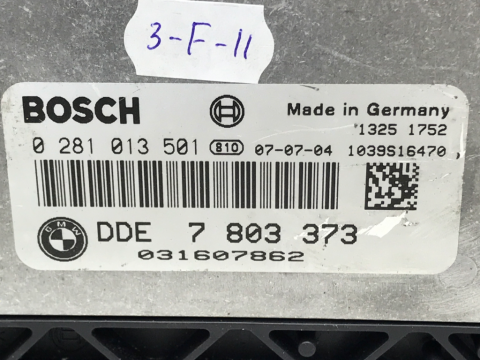 3-F-11
BOSCH
Made in Germany
1325 1752
0 281 013 501 810 07-07-04 1039S16470
BMW DDE 7 803 373
031607862